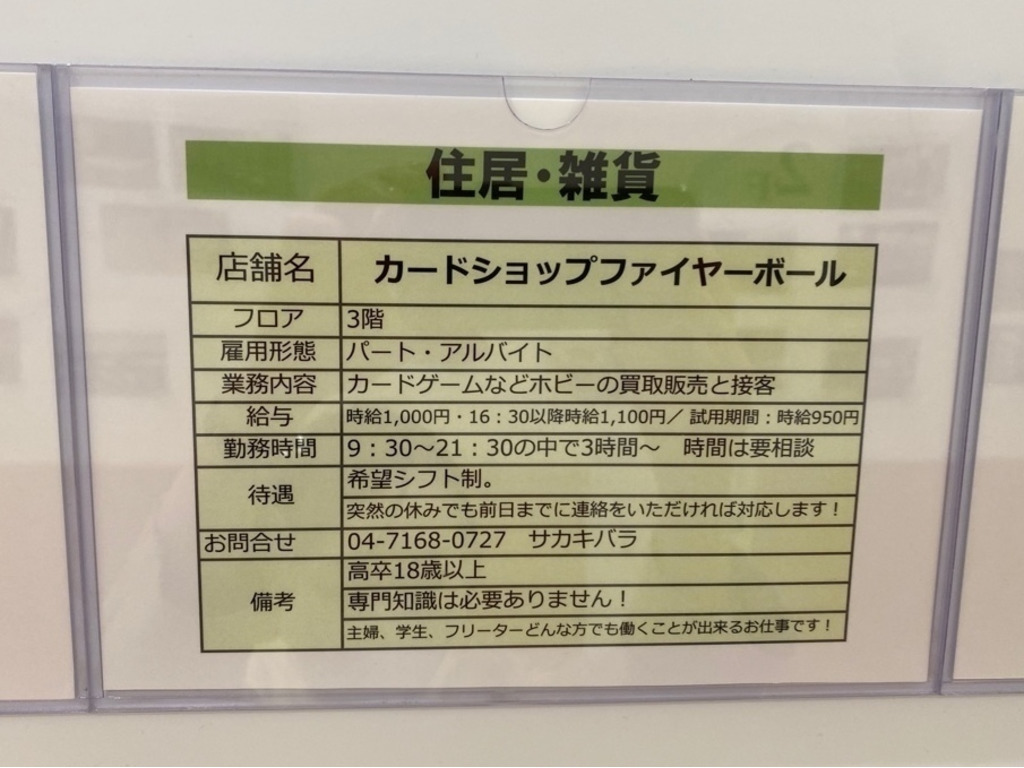 住居・雑貨
店舗名 カードショップファイヤーボール
フロア 3階
雇用形態 パート・アルバイト
業務内容 カードゲームなどホビーの買取販売と接客
給与 時給1,000円・16：30以降時給1,100円／ 試用期間：時給950円
勤務時間 9：30～21：30の中で3時間～　時間は要相談
待遇 希望シフト制。
突然の休みでも前日までに連絡をいただければ対応します！
お問合せ 04-7168-0727　サカキバラ
備考 高卒18歳以上
専門知識は必要ありません！
主婦、学生、フリーターどんな方でも働くことが出来るお仕事です！